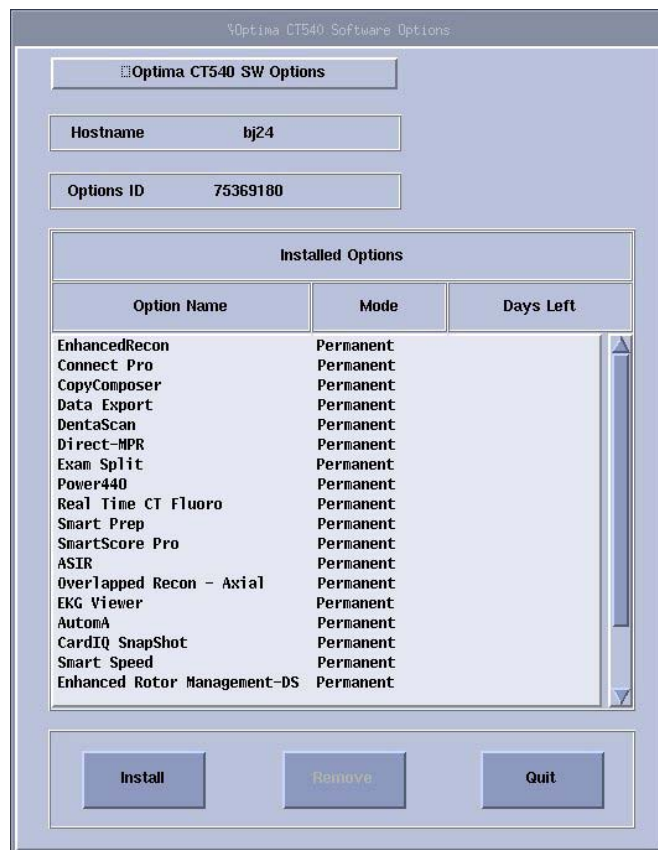 Optima CT540 Software Options
Optima CT540 SW Options
Hostname bj24
Options ID 75369180
Installed Options
Option Name Mode Days Left
EnhancedRecon Permanent
Connect Pro Permanent
CopyComposer Permanent
Data Export Permanent
DentaScan Permanent
Direct-MPR Permanent
Exam Split Permanent
Power440 Permanent
Real Time CT Fluoro Permanent
Smart Prep Permanent
SmartScore Pro Permanent
ASIR Permanent
Overlapped Recon - Axial Permanent
EKG Viewer Permanent
AutomA Permanent
CardIQ SnapShot Permanent
Smart Speed Permanent
Enhanced Rotor Management-DS Permanent
Install Remove Quit